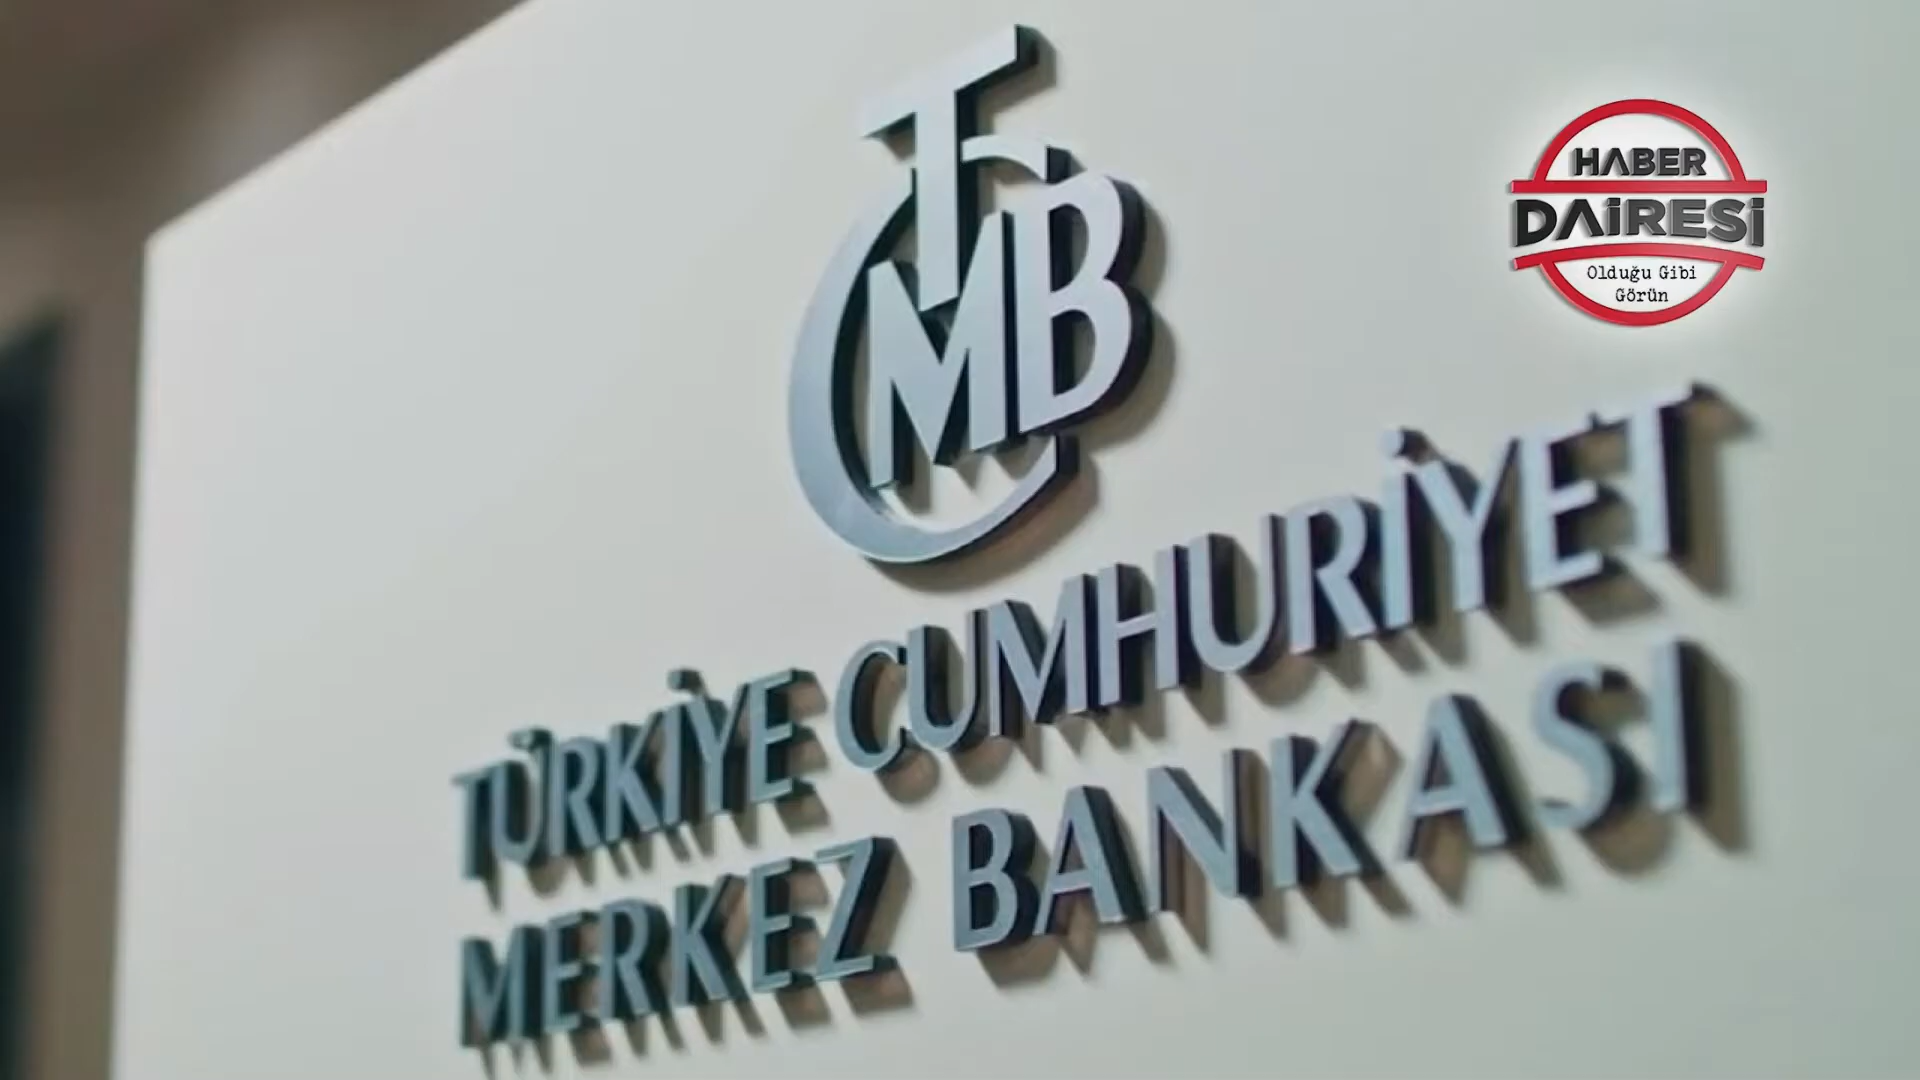 TCMB
HABER
DAİRESİ
Olduğu Gibi
Görün
TÜRKİYE CUMHURİYET
MERKEZ BANKASI